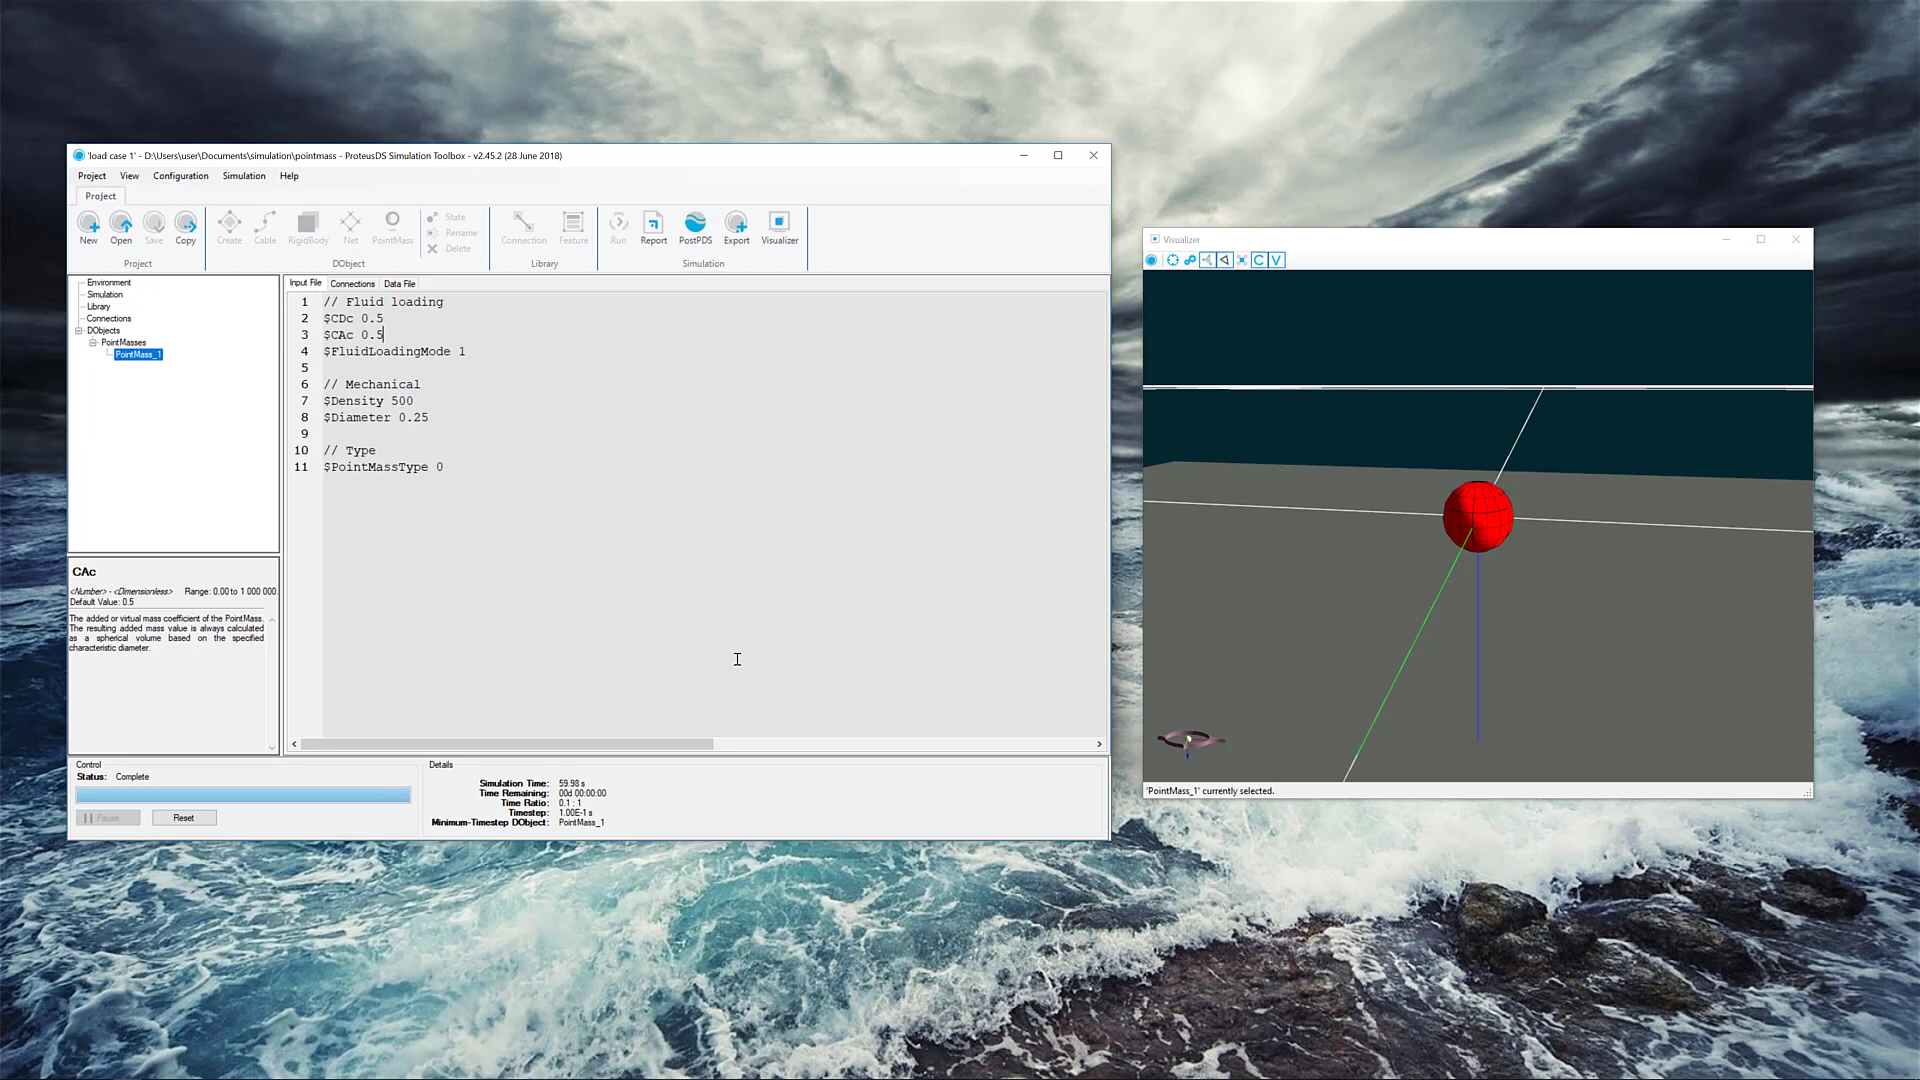 'load case 1' - D:\Users\user\Documents\simulation\pointmass - ProteusDS Simulation Toolbox - v2.45.2 (28 June 2018)
Project View Configuration Simulation Help
Project
New Open Save Copy Create Cable RigidBody Net PointMass State Rename Delete Connection Feature Run Report PostPDS Export Visualizer
Project DObject Library Simulation
Environment
Simulation
Library
Connections
DObjects
PointMasses
PointMass_1
Input File Connections Data File
1 // Fluid loading
2 $CDc 0.5
3 $CAc 0.5
4 $FluidLoadingMode 1
5
6 // Mechanical
7 $Density 500
8 $Diameter 0.25
9
10 // Type
11 $PointMassType 0
CAc
<Number> - <Dimensionless> Range: 0.00 to 1 000 000.
Default Value: 0.5
The added or virtual mass coefficient of the PointMass.
The resulting added mass value is always calculated
as a spherical volume based on the specified
characteristic diameter.
Control
Status: Complete
Pause Reset
Details
Simulation Time: 59.98 s
Time Remaining: 00d 00:00:00
Time Ratio: 0.1 : 1
Timestep: 1.00E-1 s
Minimum-Timestep DObject: PointMass_1
Visualizer
C V
'PointMass_1' currently selected.